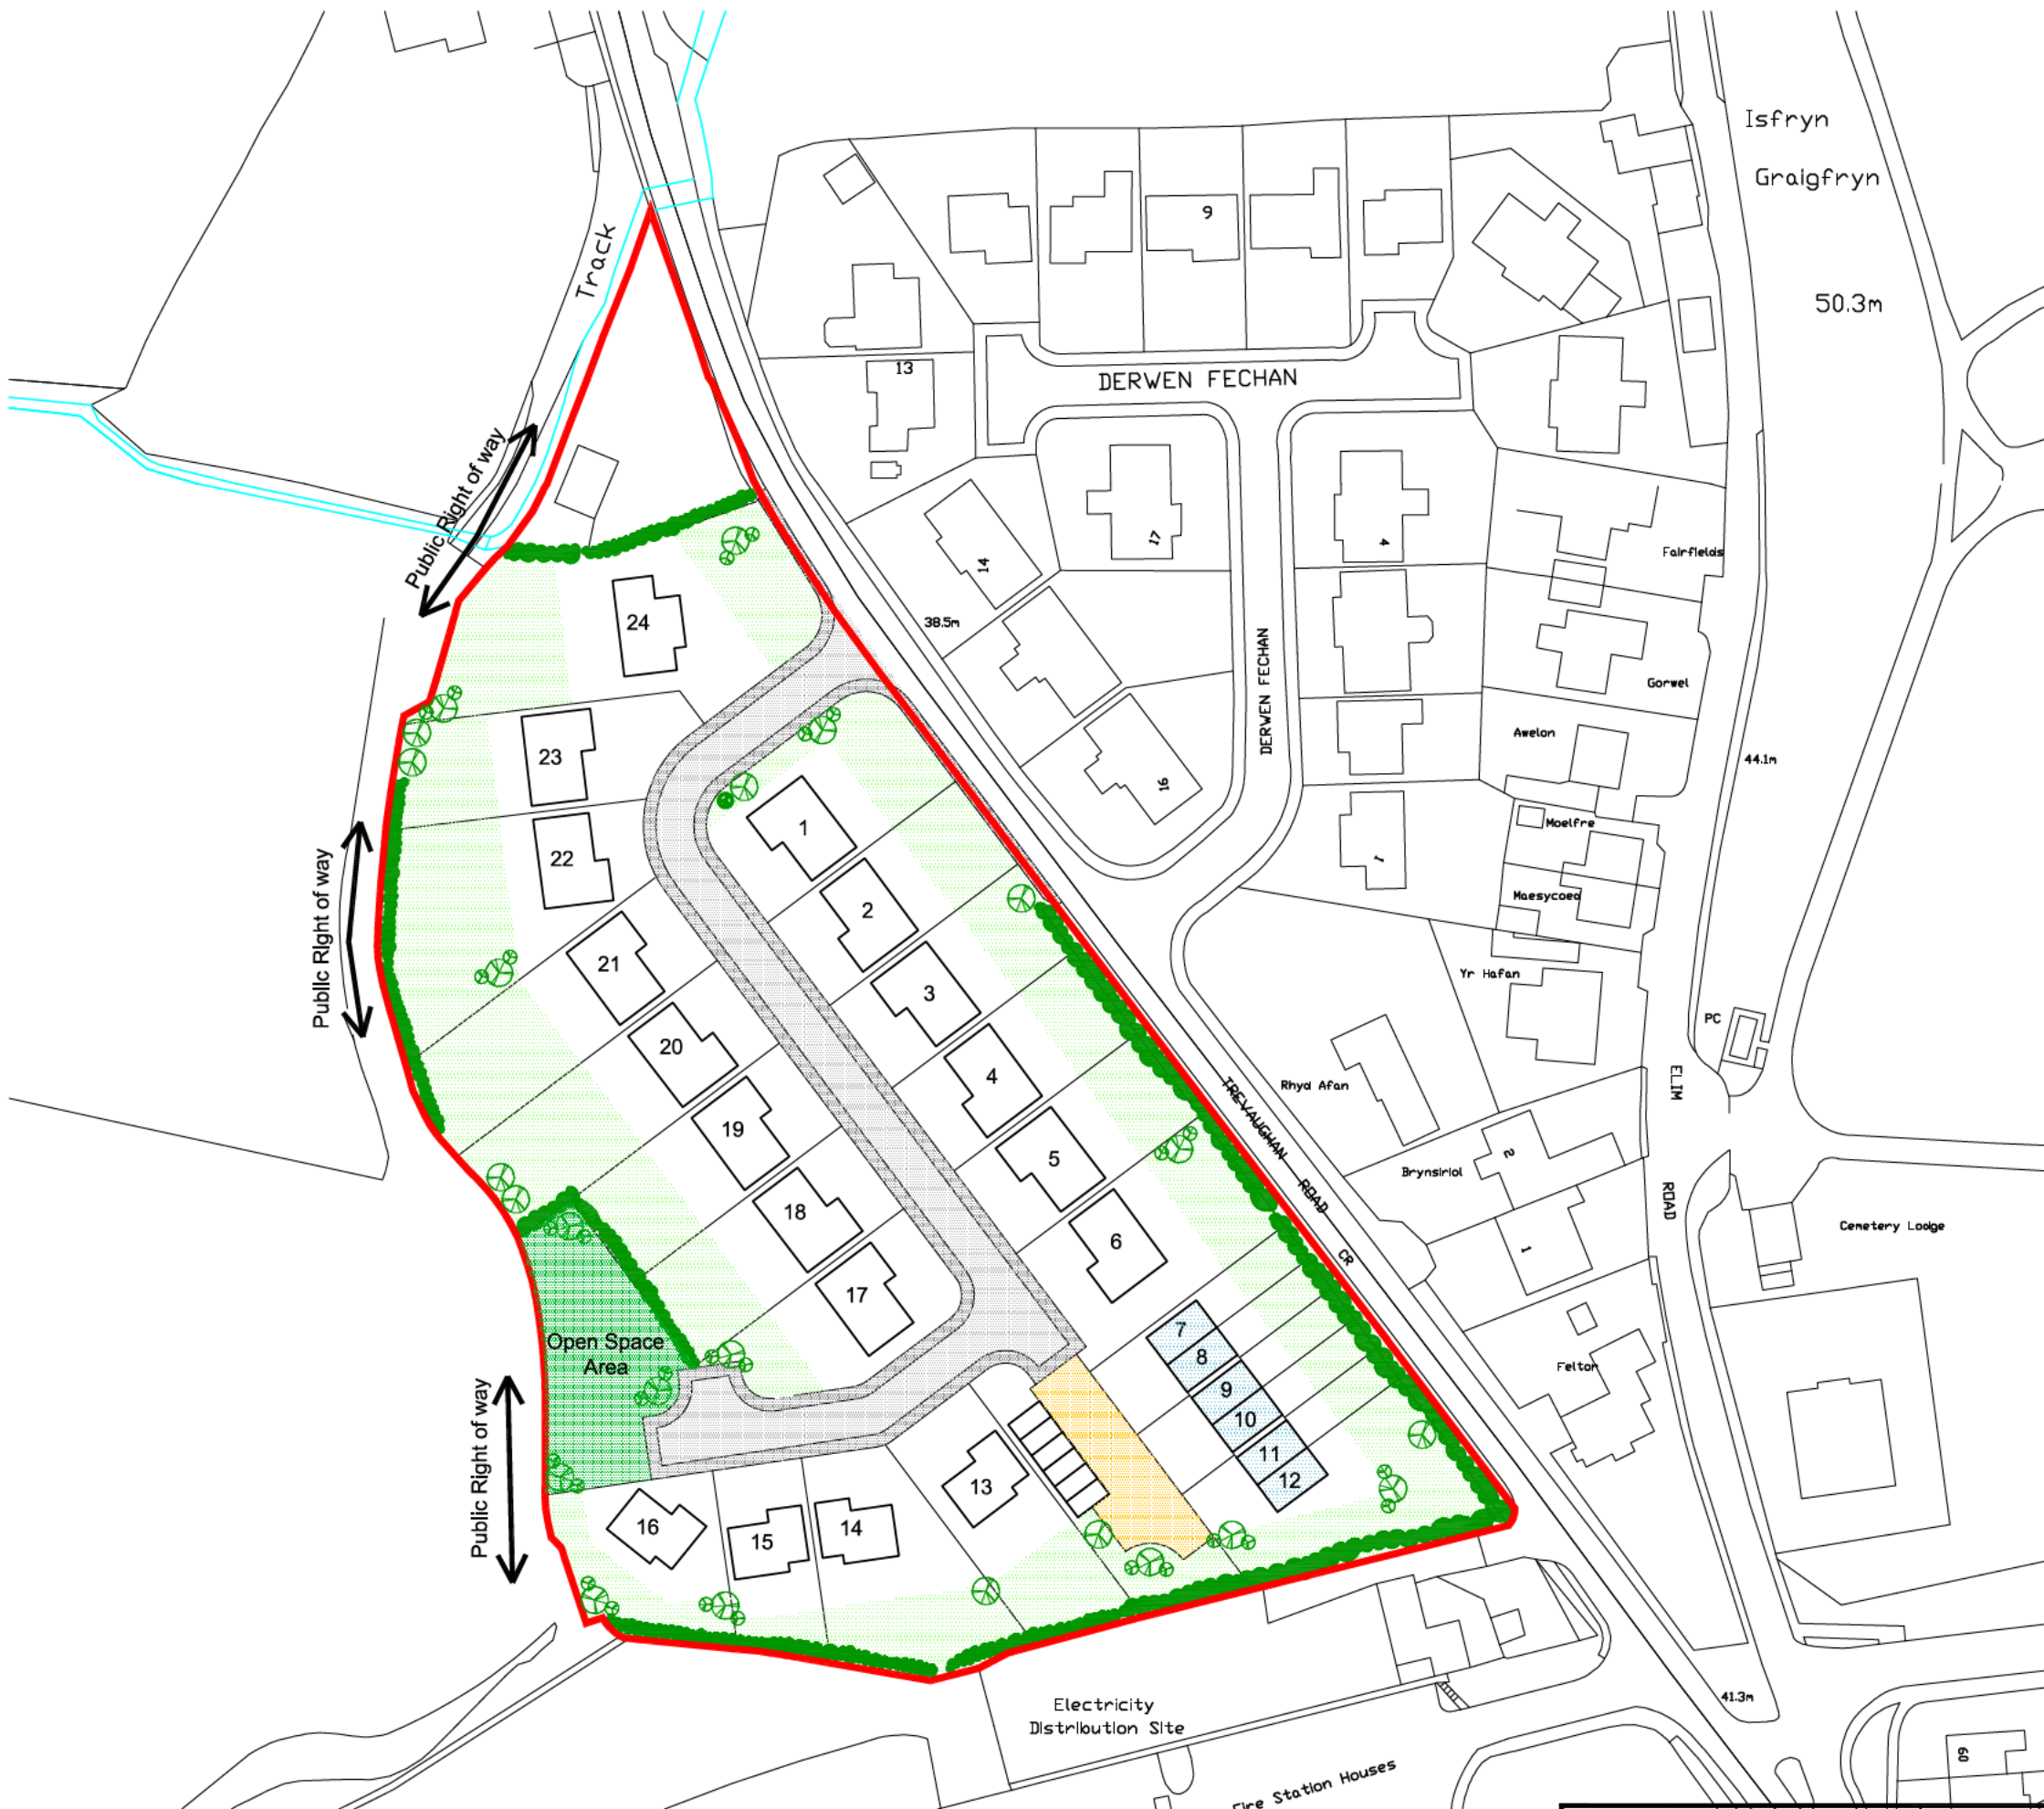 Isfryn
Graigfryn
50.3m
9
Track
13
DERWEN FECHAN
Public Right of way
14
17
4
Fairfields
24
38.5m
DERWEN FECHAN
Gorwel
Awelon
44.1m
16
23
1
Moelfre
22
1
Maesycoed
2
21
Yr Hafan
3
PC
Public Right of way
20
4
Rhyd Afan
ELIM
ROAD
TREVAUGHAN
ROAD
CR
19
5
Brynsiriol
2
18
6
1
Cemetery Lodge
17
Open Space
Area
7
8
9
10
11
12
Felton
Public Right of way
13
16
15
14
Electricity
Distribution Site
41.3m
60
Fire Station Houses